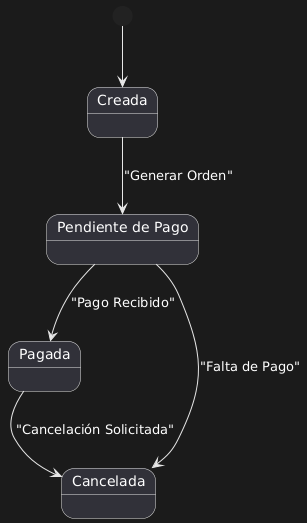 Creada
"Generar Orden"
Pendiente de Pago
"Pago Recibido"
Pagada
"Falta de Pago"
"Cancelación Solicitada"
Cancelada